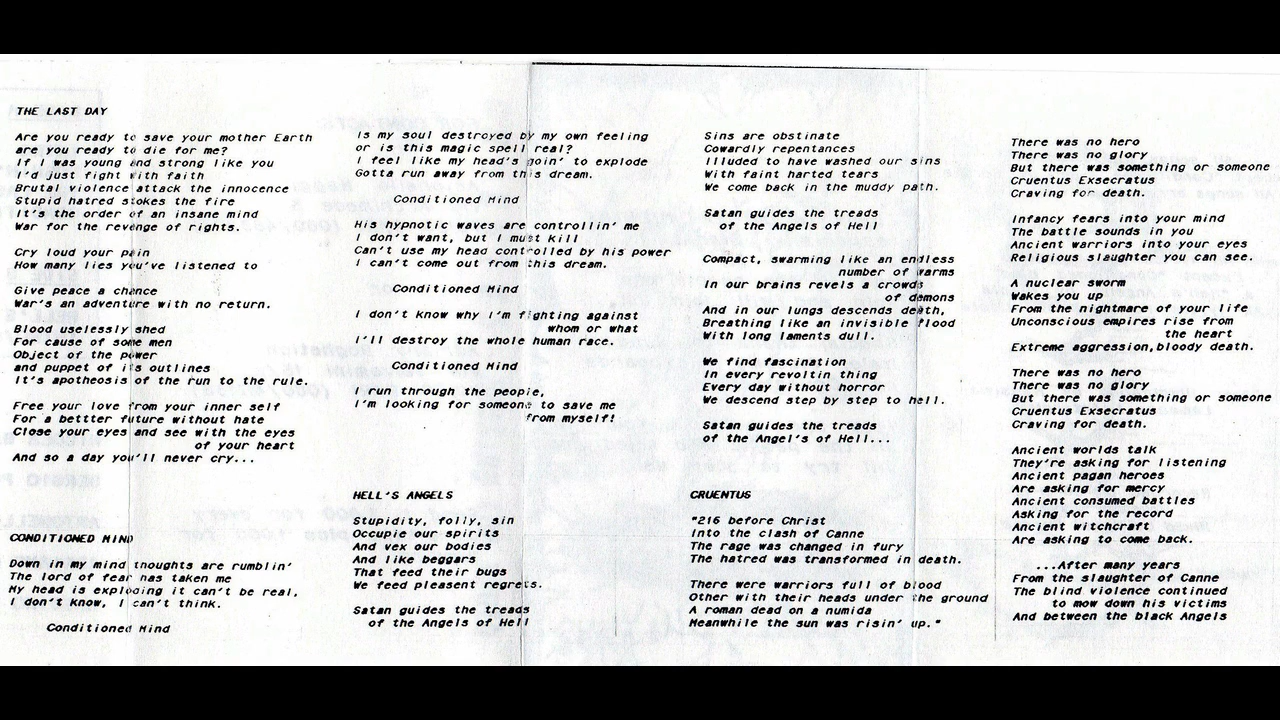 THE LAST DAY
Are you ready to save your mother Earth
are you ready to die for me?
If I was young and strong like you
I'd just fight with faith
Brutal violence attack the innocence
Stupid hatred stokes the fire
It's the order of an insane mind
War for the revenge of rights.
Cry loud your pain
How many lies you've listened to
Give peace a chance
War's an adventure with no return.
Blood uselessly shed
For cause of some men
Object of the power
and puppet of it's outlines
It's apotheosis of the run to the rule.
Free your love from your inner self
For a bettter future without hate
Close your eyes and see with the eyes
of your heart
And so a day you'll never cry...
CONDITIONED MIND
Down in my mind thoughts are rumblin'
The lord of fear has taken me
My head is exploding it can't be real,
I don't know, I can't think.
Conditioned Mind
Is my soul destroyed by my own feeling
or is this magic spell real?
I feel like my head's goin' to explode
Gotta run away from this dream.
Conditioned Mind
His hypnotic waves are controllin' me
I don't want, but I must kill
Can't use my head controlled by his power
I can't come out from this dream.
Conditioned Mind
I don't know why I'm fighting against
whom or what
I'll destroy the whole human race.
Conditioned Mind
I run through the people,
I'm looking for someone to save me
from myself!
HELL'S ANGELS
Stupidity, folly, sin
Occupie our spirits
And vex our bodies
And like beggars
That feed their bugs
We feed pleasent regrets.
Satan guides the treads
of the Angels of Hell
Sins are obstinate
Cowardly repentances
Illuded to have washed our sins
With faint harted tears
We come back in the muddy path.
Satan guides the treads
of the Angels of Hell
Compact, swarming like an endless
number of warms
In our brains revels a crowds
of demons
And in our lungs descends death,
Breathing like an invisible flood
With long laments dull.
We find fascination
In every revoltin thing
Every day without horror
We descend step by step to hell.
Satan guides the treads
of the Angel's of Hell...
CRUENTUS
"216 before Christ
Into the clash of Canne
The rage was changed in fury
The hatred was transformed in death.
There were warriors full of blood
Other with their heads under the ground
A roman dead on a numida
Meanwhile the sun was risin' up."
There was no hero
There was no glory
But there was something or someone
Cruentus Exsecratus
Craving for death.
Infancy fears into your mind
The battle sounds in you
Ancient warriors into your eyes
Religious slaughter you can see.
A nuclear sworm
Wakes you up
From the nightmare of your life
Unconscious empires rise from
the heart
Extreme aggression,bloody death.
There was no hero
There was no glory
But there was something or someone
Cruentus Exsecratus
Craving for death.
Ancient worlds talk
They're asking for listening
Ancient pagan heroes
Are asking for mercy
Ancient consumed battles
Asking for the record
Ancient witchcraft
Are asking to come back.
...After many years
From the slaughter of Canne
The blind violence continued
to mow down his victims
And between the black Angels